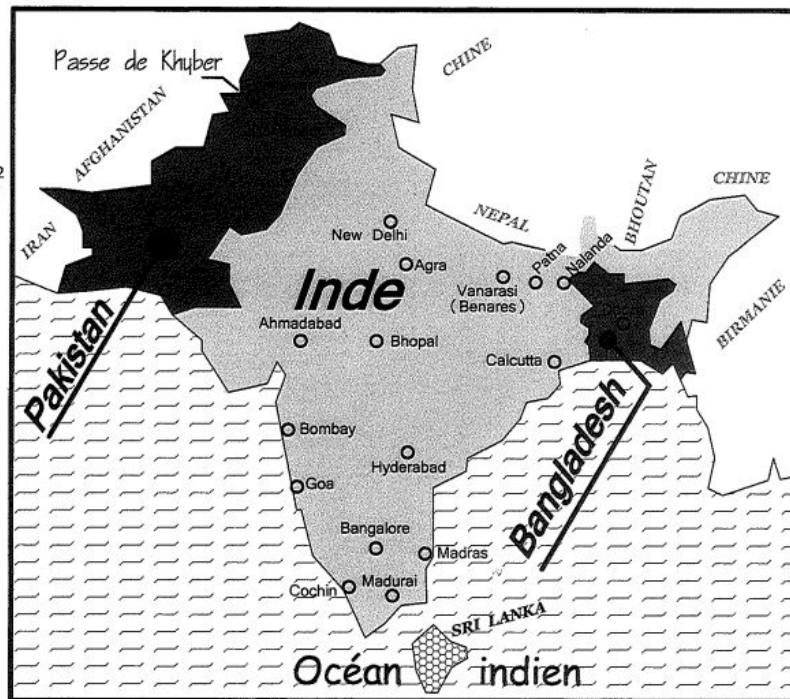 Passe de Khyber
CHINE
AFGHANISTAN
2
IRAN
NEPAL
BHOUTAN
CHINE
New Delhi
Agra
Patna
Nalanda
Vanarasi
(Benares)
Inde
Ahmadabad
Bhopal
BIRMANIE
Calcutta
Pakistan
Bangladesh
Bombay
Hyderabad
Goa
Bangalore
Madras
Cochin
Madurai
SRI LANKA
Océan indien